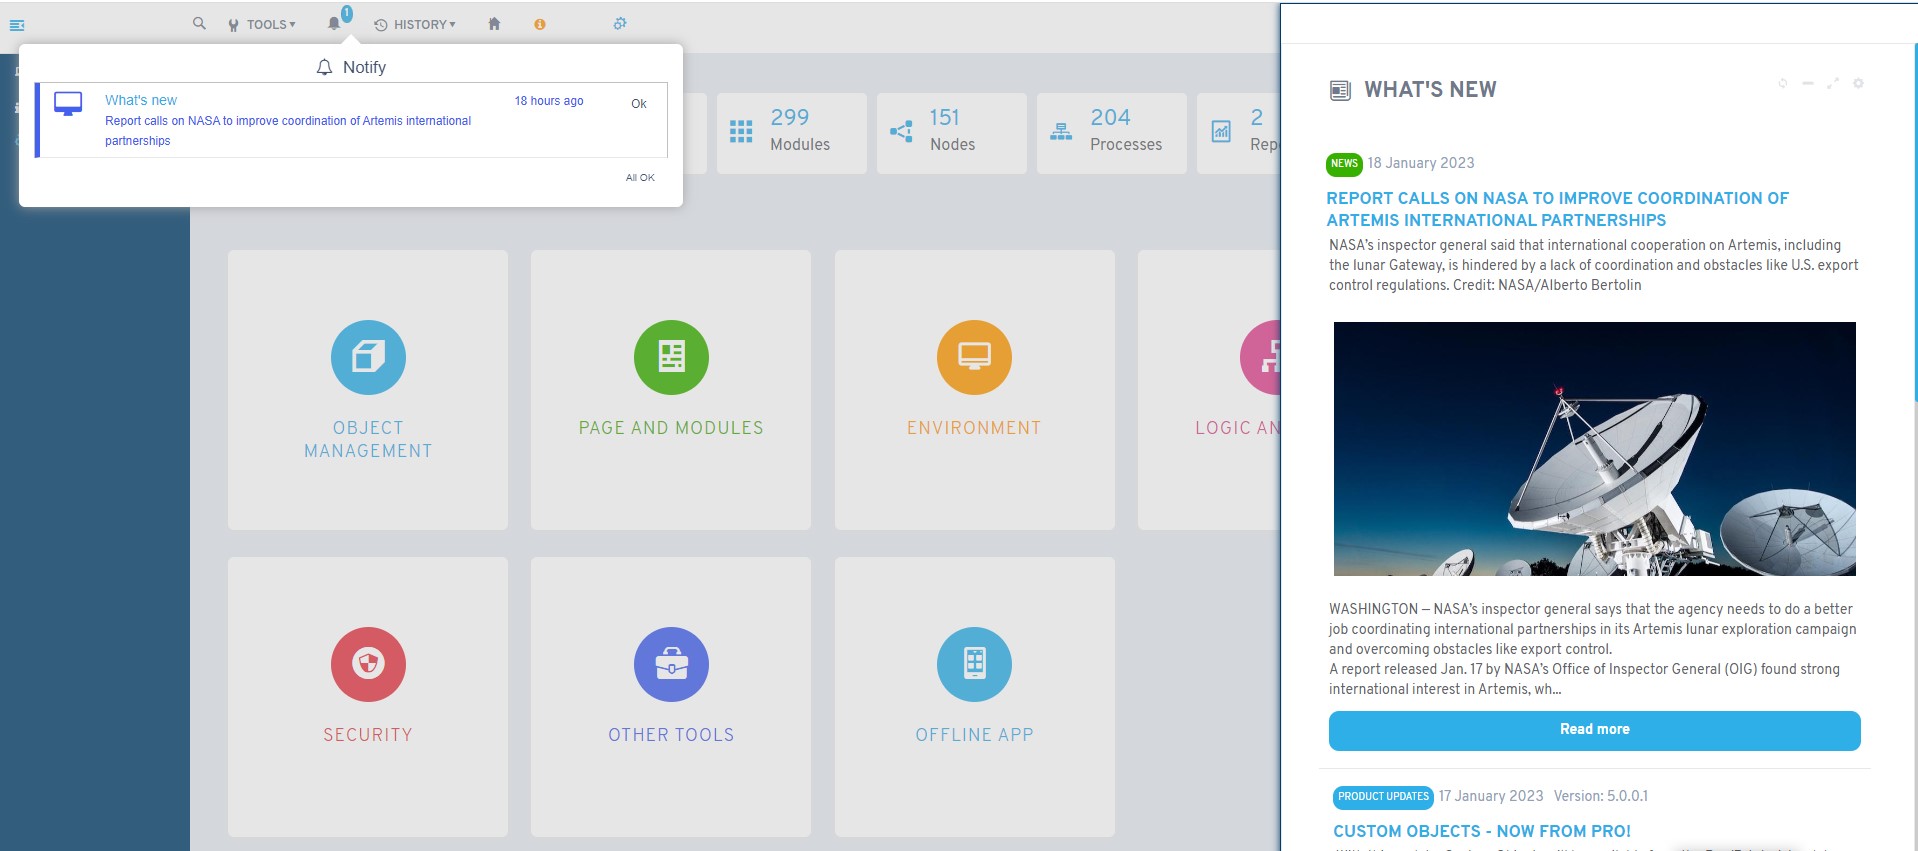 TOOLS
1
HISTORY
Notify
What's new
18 hours ago
Ok
Report calls on NASA to improve coordination of Artemis international
partnerships
All OK
299
Modules
151
Nodes
204
Processes
2
OBJECT
MANAGEMENT
PAGE AND MODULES
ENVIRONMENT
LOGIC
SECURITY
OTHER TOOLS
OFFLINE APP
WHAT'S NEW
NEWS 18 January 2023
REPORT CALLS ON NASA TO IMPROVE COORDINATION OF
ARTEMIS INTERNATIONAL PARTNERSHIPS
NASA’s inspector general said that international cooperation on Artemis, including
the lunar Gateway, is hindered by a lack of coordination and obstacles like U.S. export
control regulations. Credit: NASA/Alberto Bertolin
WASHINGTON — NASA’s inspector general says that the agency needs to do a better
job coordinating international partnerships in its Artemis lunar exploration campaign
and overcoming obstacles like export control.
A report released Jan. 17 by NASA’s Office of Inspector General (OIG) found strong
international interest in Artemis, wh...
Read more
PRODUCT UPDATES 17 January 2023 Version: 5.0.0.1
CUSTOM OBJECTS - NOW FROM PRO!